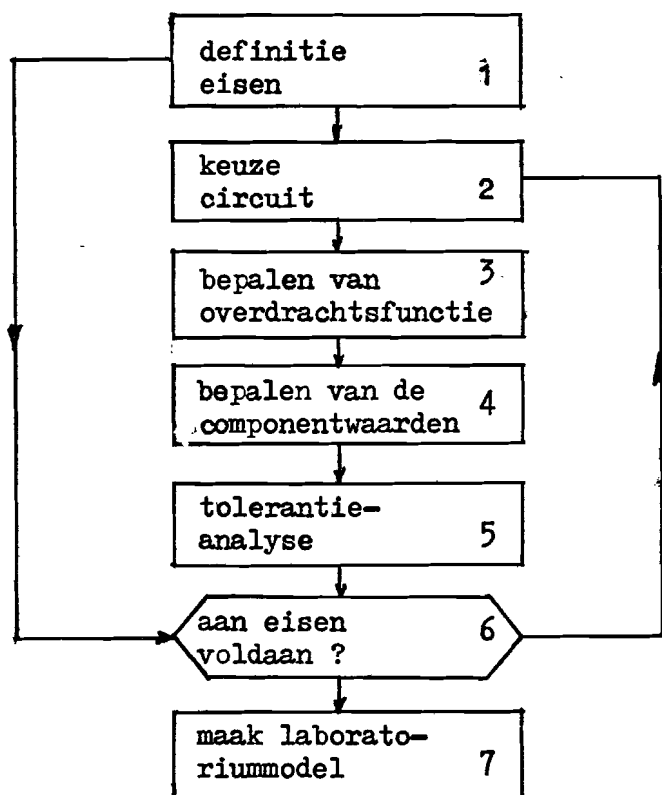 definitie
eisen 1
keuze
circuit 2
3
bepalen van
overdrachtsfunctie
bepalen van de
componentwaarden 4
tolerantie-
analyse 5
aan eisen 6
voldaan ?
maak laborato-
riummodel 7